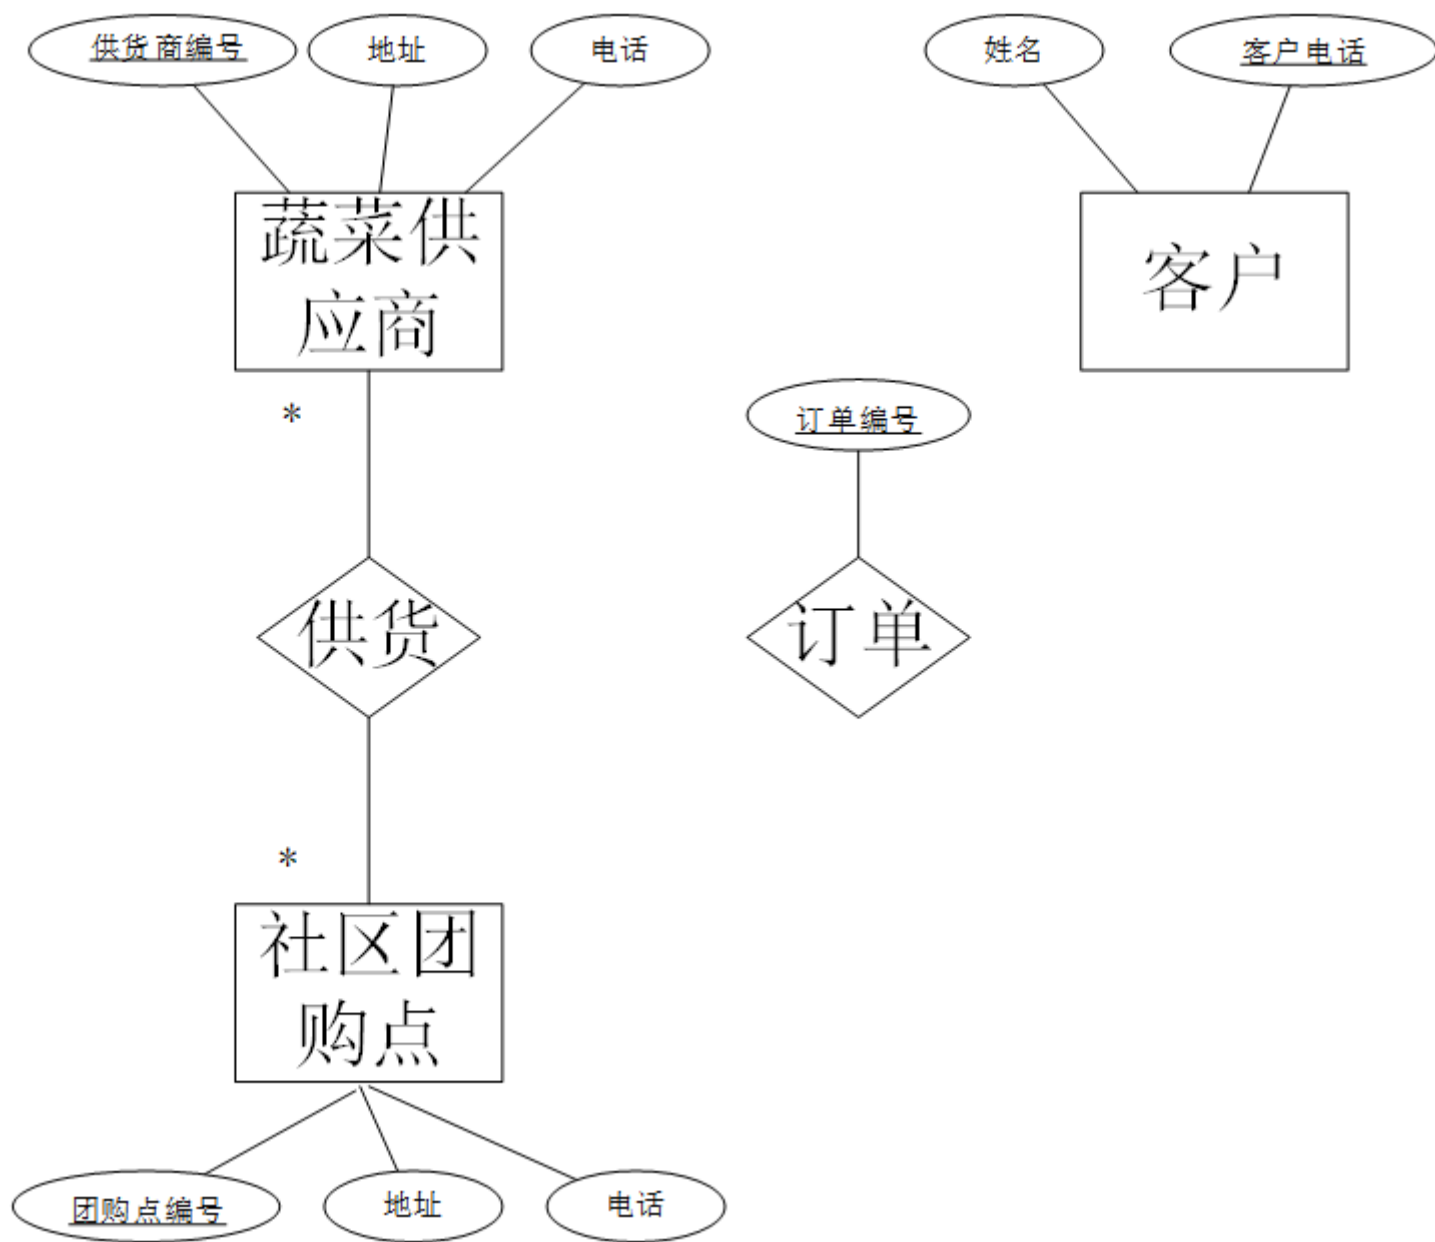 供货商编号
地址
电话
姓名
客户电话
蔬菜供
应商
客户
*
订单编号
供货
订单
*
社区团
购点
团购点编号
地址
电话